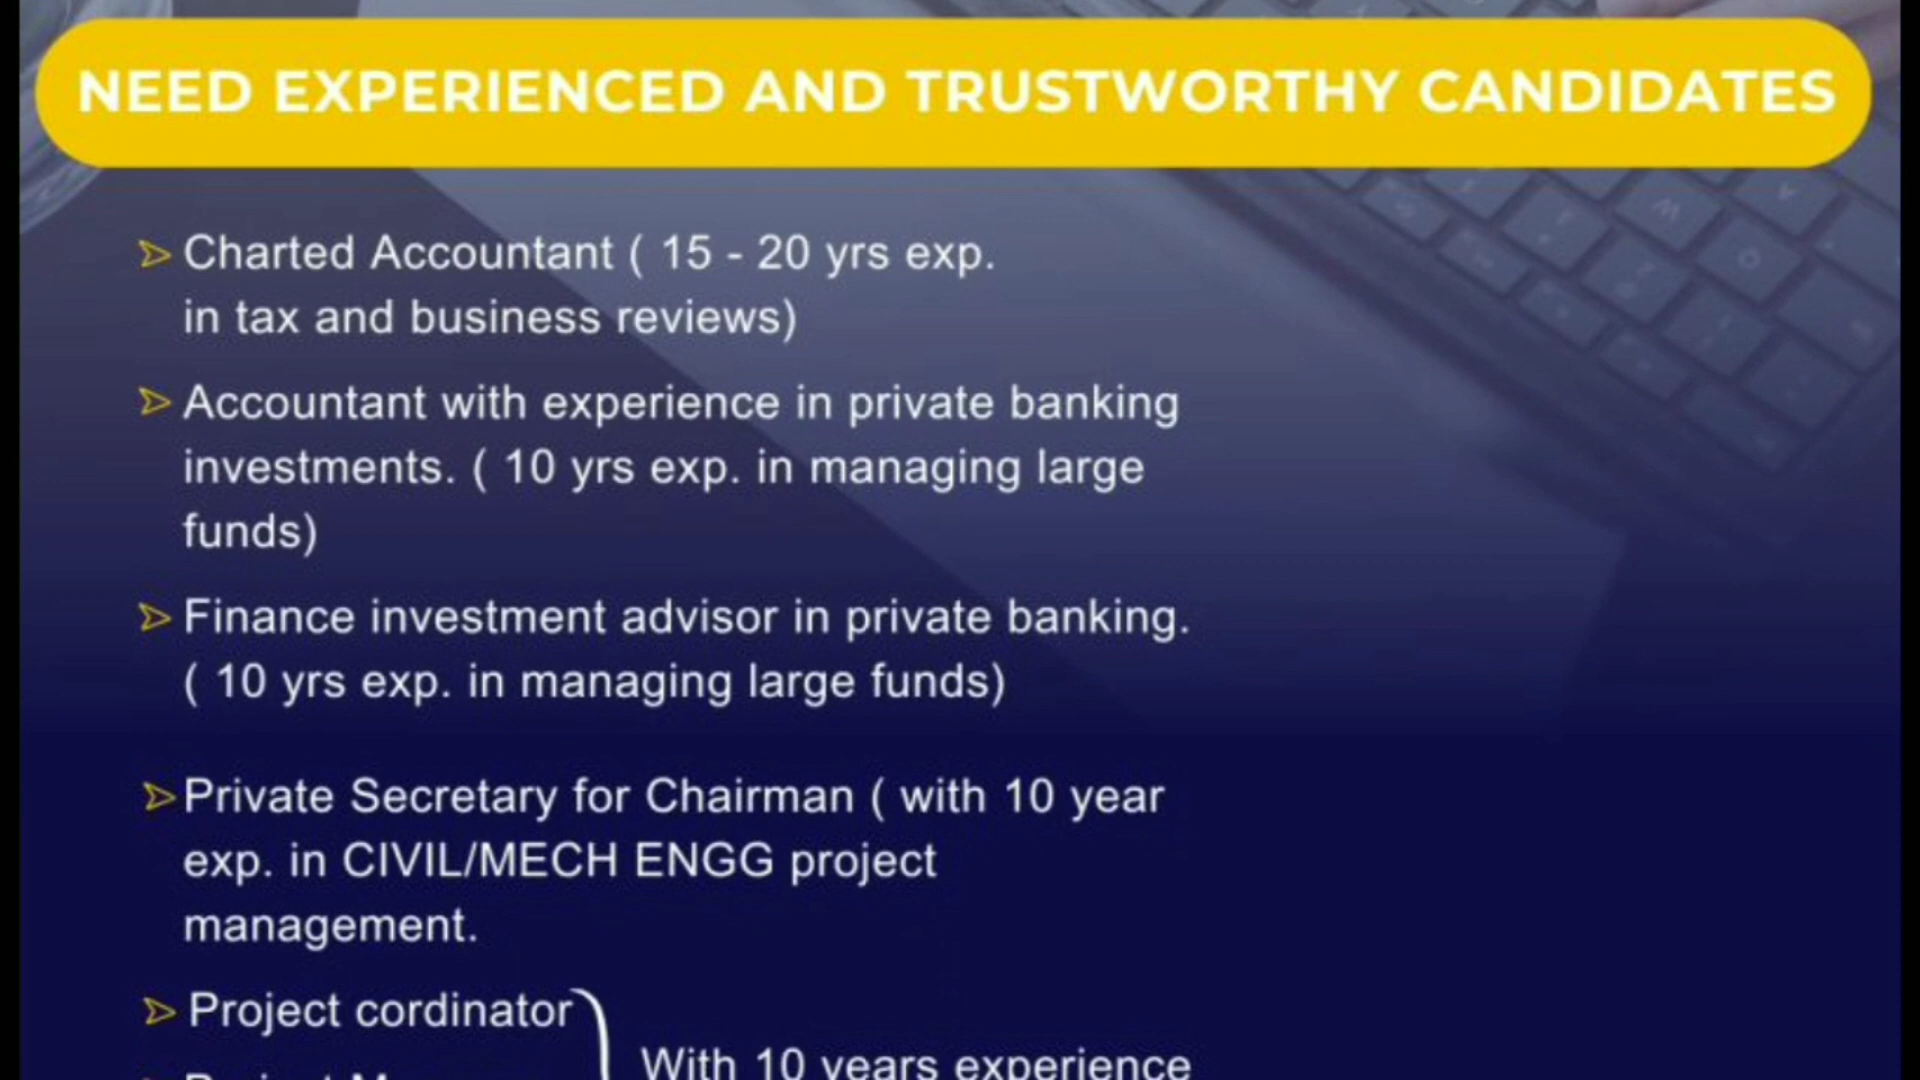 NEED EXPERIENCED AND TRUSTWORTHY CANDIDATES
Charted Accountant ( 15 - 20 yrs exp.
in tax and business reviews)
Accountant with experience in private banking
investments. ( 10 yrs exp. in managing large
funds)
Finance investment advisor in private banking.
( 10 yrs exp. in managing large funds)
Private Secretary for Chairman ( with 10 year
exp. in CIVIL/MECH ENGG project
management.
Project cordinator
With 10 years experience